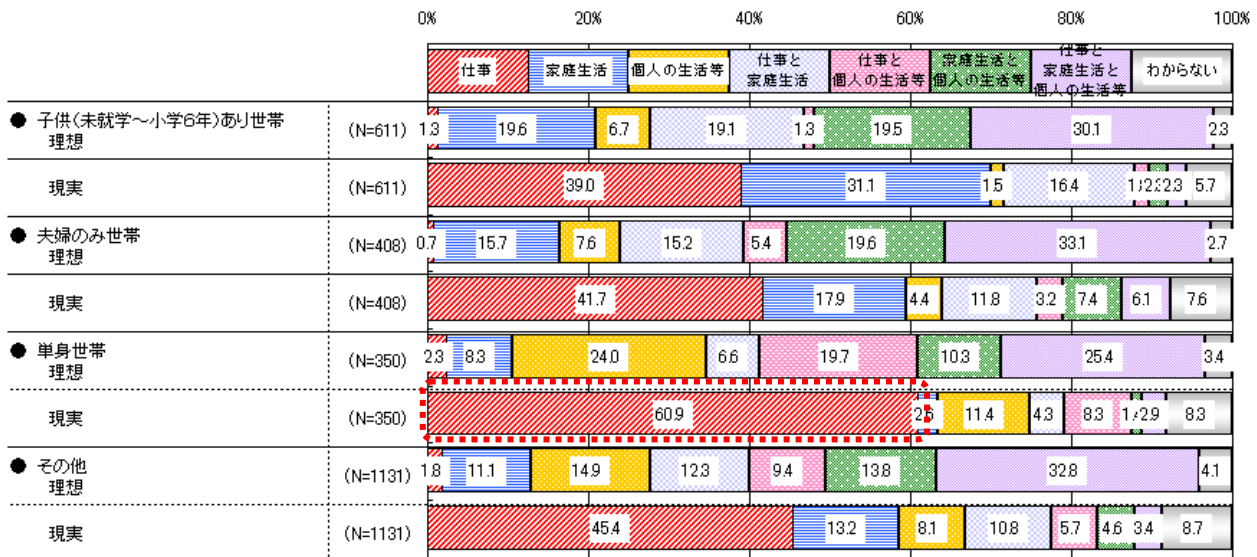 0% 20% 40% 60% 80% 100%
仕事 家庭生活 個人の生活等 仕事と家庭生活 仕事と個人の生活等 家庭生活と個人の生活等 仕事と家庭生活と個人の生活等 わからない
● 子供(未就学～小学6年)あり世帯
理想 (N=611) 1.3 19.6 6.7 19.1 1.3 19.5 30.1 2.3
現実 (N=611) 39.0 31.1 1.5 16.4 2.3 5.7
● 夫婦のみ世帯
理想 (N=408) 0.7 15.7 7.6 15.2 5.4 19.6 33.1 2.7
現実 (N=408) 41.7 17.9 4.4 11.8 3.2 7.4 6.1 7.6
● 単身世帯
理想 (N=350) 2.3 8.3 24.0 6.6 19.7 10.3 25.4 3.4
現実 (N=350) 60.9 11.4 4.3 8.3 2.9 8.3
● その他
理想 (N=1131) 1.8 11.1 14.9 12.3 9.4 13.8 32.8 4.1
現実 (N=1131) 45.4 13.2 8.1 10.8 5.7 4.6 3.4 8.7